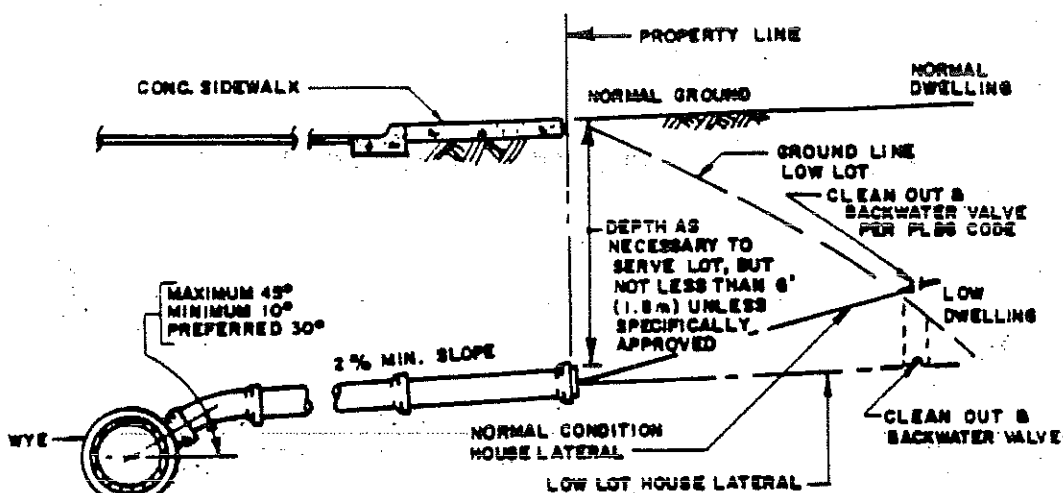 PROPERTY LINE
CONC. SIDEWALK
NORMAL GROUND
NORMAL
DWELLING
GROUND LINE
LOW LOT
CLEAN OUT &
BACKWATER VALVE
PER PLBG CODE
DEPTH AS
NECESSARY TO
SERVE LOT, BUT
NOT LESS THAN 6'
(1.8m) UNLESS
SPECIFICALLY
APPROVED
LOW
DWELLING
MAXIMUM 45°
MINIMUM 10°
PREFERRED 30°
2% MIN. SLOPE
WYE
NORMAL CONDITION
HOUSE LATERAL
CLEAN OUT &
BACKWATER VALVE
LOW LOT HOUSE LATERAL